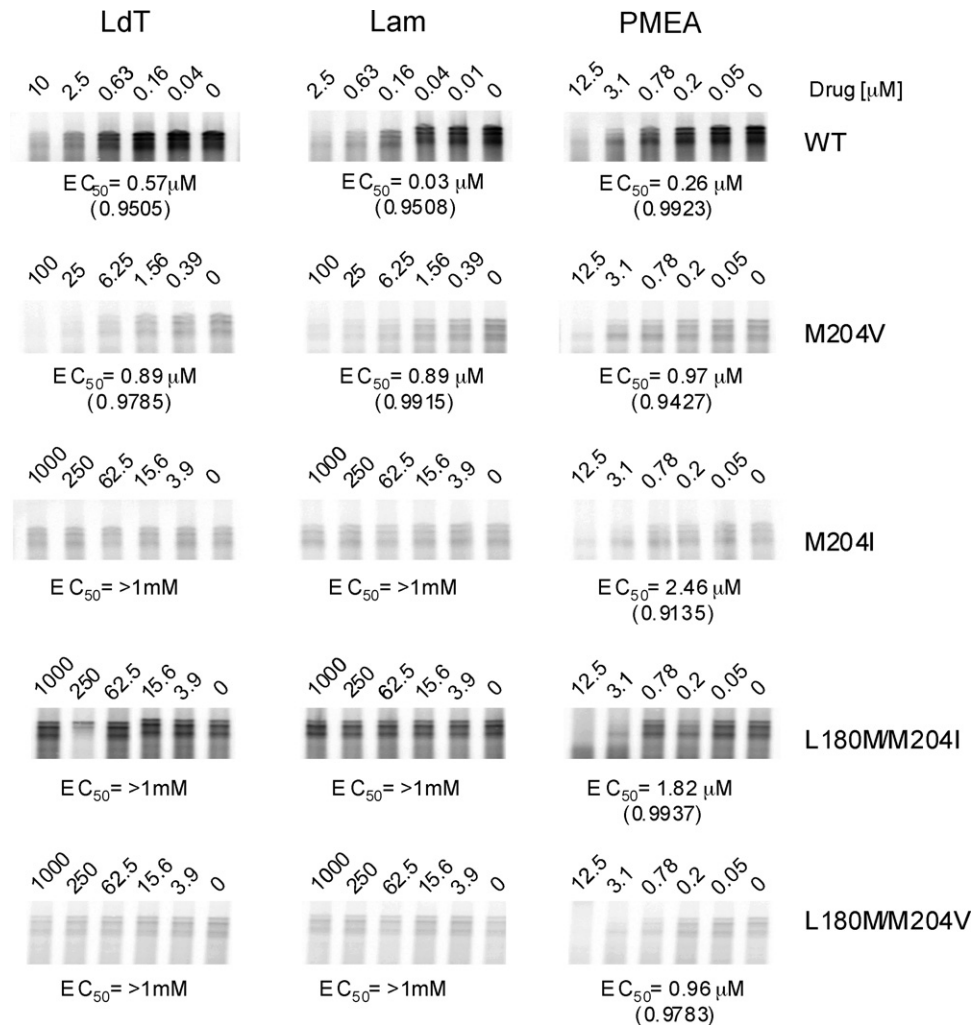 LdT Lam PMEA
10 2.5 0.63 0.16 0.04 0 2.5 0.63 0.16 0.04 0.01 0 12.5 3.1 0.78 0.2 0.05 0 Drug [μM]
WT
EC50= 0.57μM EC50= 0.03 μM EC50= 0.26 μM
(0.9505) (0.9508) (0.9923)
100 25 6.25 1.56 0.39 0 100 25 6.25 1.56 0.39 0 12.5 3.1 0.78 0.2 0.05 0
M204V
EC50= 0.89 μM EC50= 0.89 μM EC50= 0.97 μM
(0.9785) (0.9915) (0.9427)
1000 250 62.5 15.6 3.9 0 1000 250 62.5 15.6 3.9 0 12.5 3.1 0.78 0.2 0.05 0
M204I
EC50= >1mM EC50= >1mM EC50= 2.46 μM
(0.9135)
1000 250 62.5 15.6 3.9 0 1000 250 62.5 15.6 3.9 0 12.5 3.1 0.78 0.2 0.05 0
L180M/M204I
EC50= >1mM EC50= >1mM EC50= 1.82 μM
(0.9937)
1000 250 62.5 15.6 3.9 0 1000 250 62.5 15.6 3.9 0 12.5 3.1 0.78 0.2 0.05 0
L180M/M204V
EC50= >1mM EC50= >1mM EC50= 0.96 μM
(0.9783)